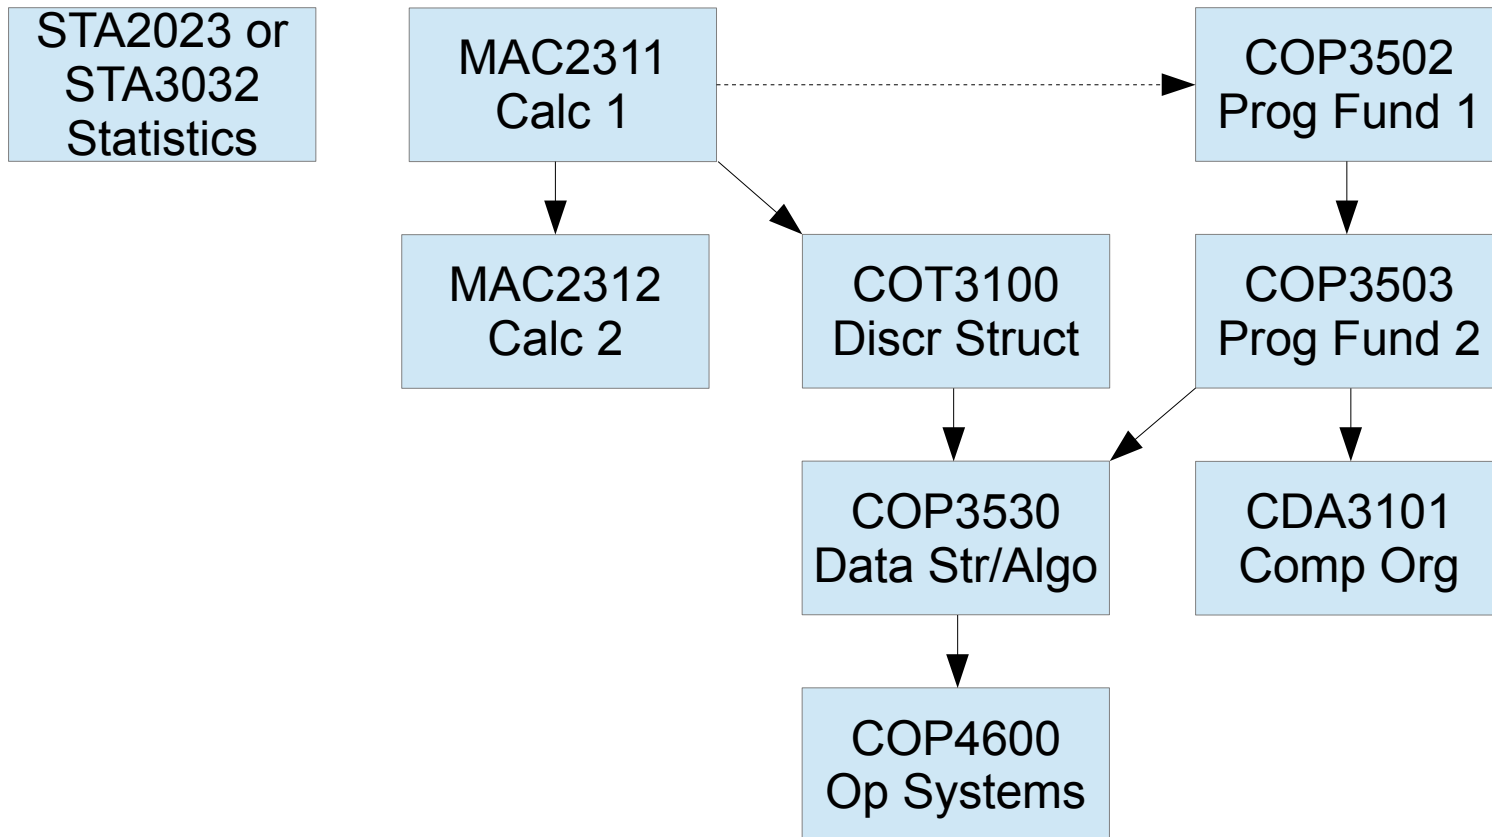 STA2023 or
STA3032
Statistics
MAC2311
Calc 1
COP3502
Prog Fund 1
MAC2312
Calc 2
COT3100
Discr Struct
COP3503
Prog Fund 2
COP3530
Data Str/Algo
CDA3101
Comp Org
COP4600
Op Systems